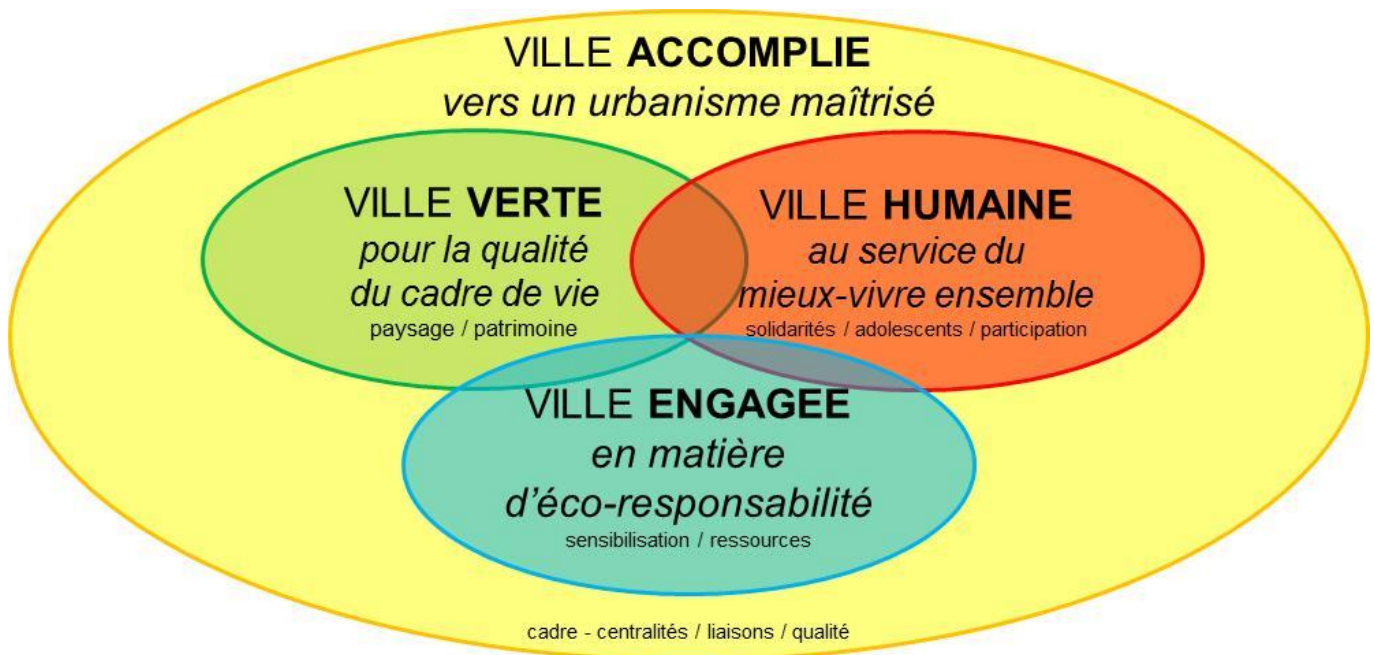 VILLE ACCOMPLIE
vers un urbanisme maîtrisé
VILLE VERTE
pour la qualité
du cadre de vie
paysage / patrimoine
VILLE HUMAINE
au service du
mieux-vivre ensemble
solidarités / adolescents / participation
VILLE ENGAGEE
en matière
d'éco-responsabilité
sensibilisation / ressources
cadre - centralités / liaisons / qualité